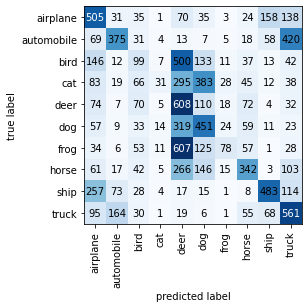 airplane 505 31 35 1 70 35 3 24 158 138
automobile 69 375 31 4 13 7 5 18 58 420
bird 146 12 99 7 500 133 11 37 13 42
cat 83 19 66 31 295 383 28 45 12 38
deer 74 7 70 5 608 110 18 72 4 32
dog 57 9 33 14 319 451 24 59 11 23
frog 34 6 53 11 607 125 78 57 1 28
horse 61 17 42 5 266 146 15 342 3 103
ship 257 73 28 4 17 15 1 8 483 114
truck 95 164 30 1 19 6 1 55 68 561
true label
airplane automobile bird cat deer dog frog horse ship truck
predicted label